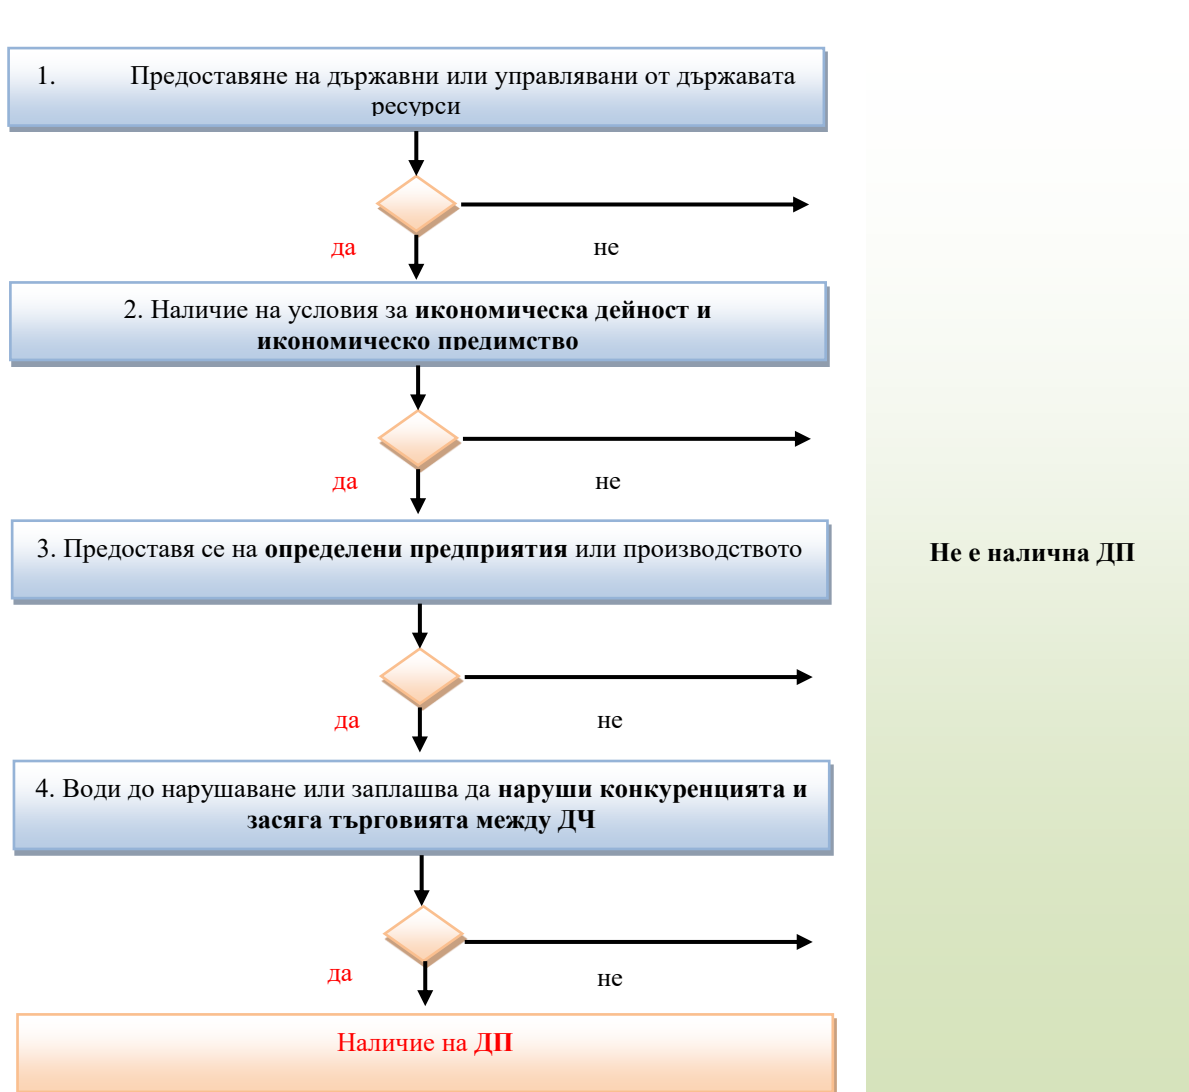 1. Предоставяне на държавни или управлявани от държавата
ресурси
да не
2. Наличие на условия за икономическа дейност и
икономическо предимство
да не
3. Предоставя се на определени предприятия или производството
Не е налична ДП
да не
4. Води до нарушаване или заплашва да наруши конкуренцията и
засяга търговията между ДЧ
да не
Наличие на ДП